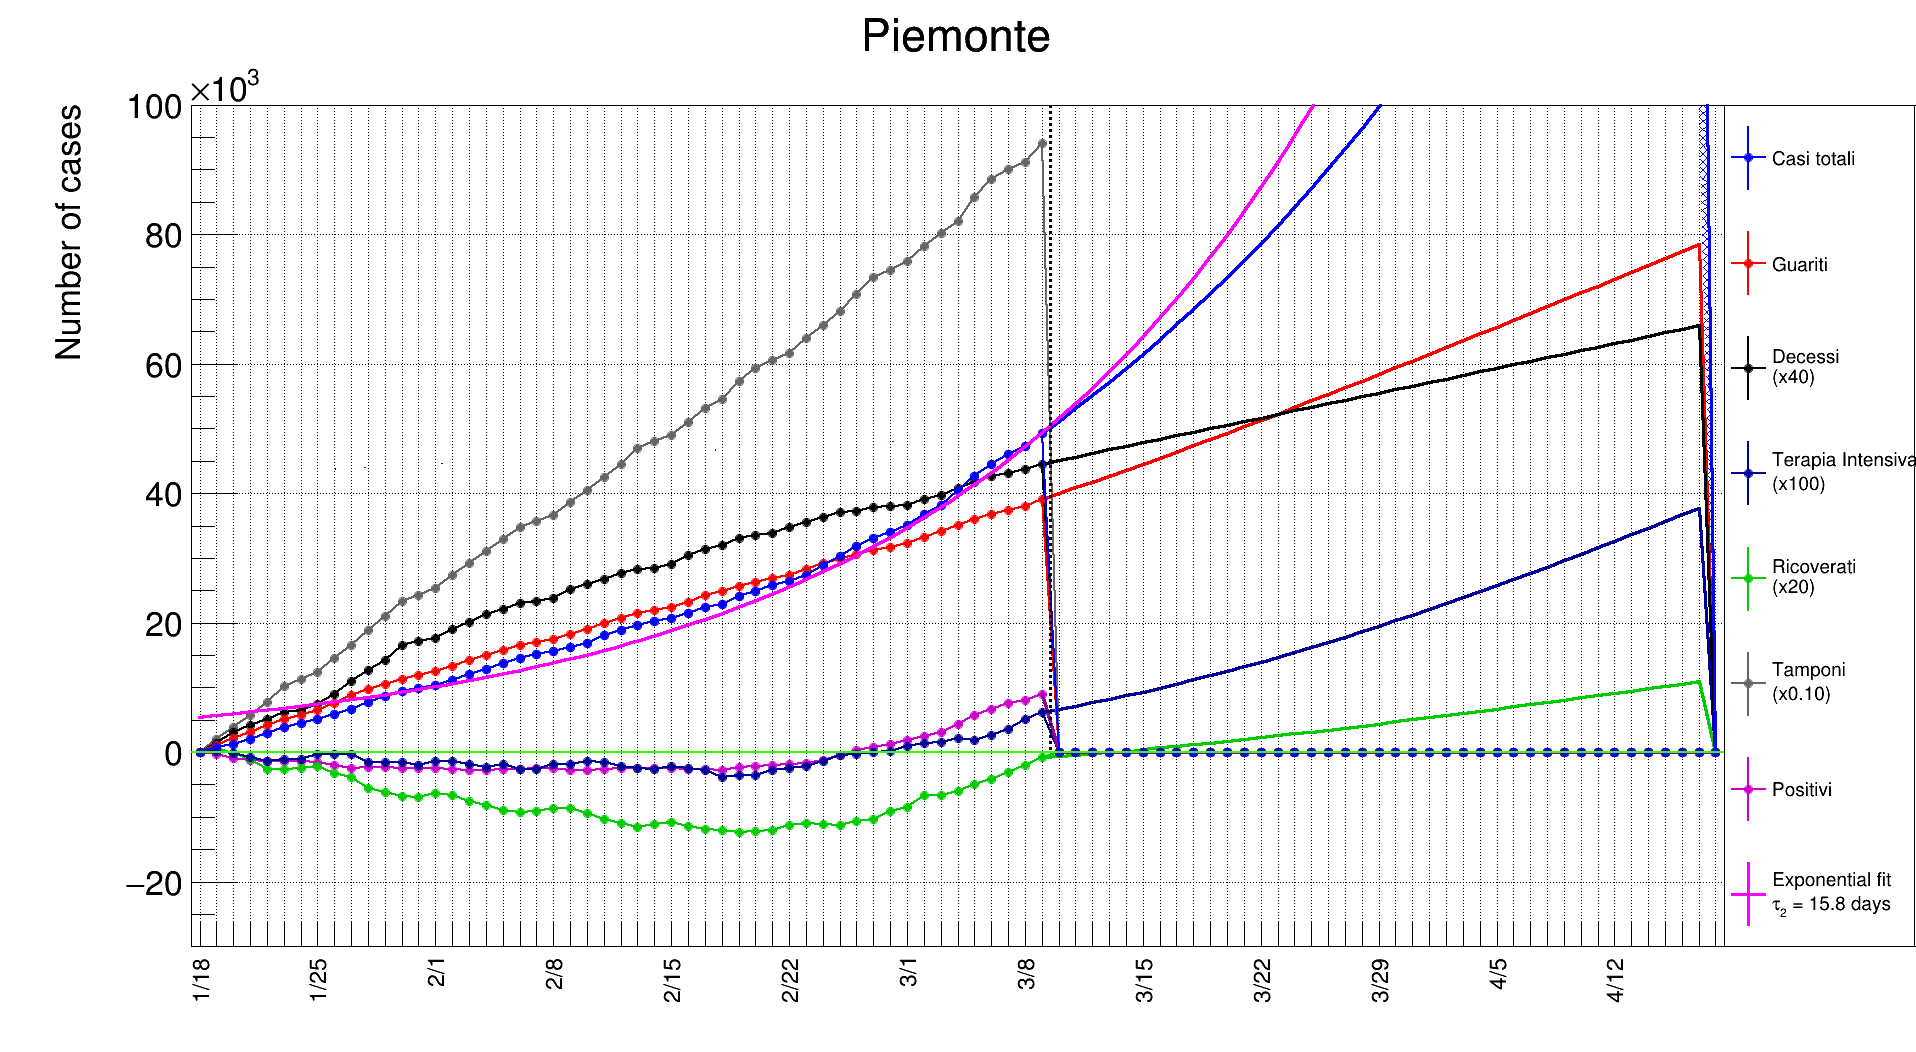 Piemonte
×10³
Number of cases
100
80
60
40
20
0
−20
1/18
1/25
2/1
2/8
2/15
2/22
3/1
3/8
3/15
3/22
3/29
4/5
4/12
Casi totali
Guariti
Decessi
(x40)
Terapia Intensiva
(x100)
Ricoverati
(x20)
Tamponi
(x0.10)
Positivi
Exponential fit
τ₂ = 15.8 days